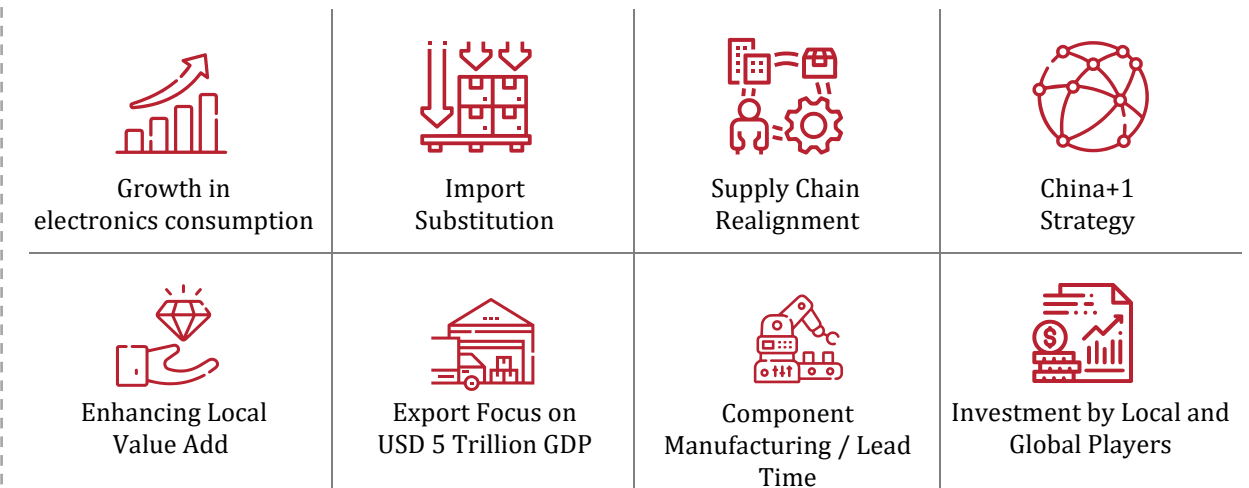 Growth in
electronics consumption
Import
Substitution
Supply Chain
Realignment
China+1
Strategy
Enhancing Local
Value Add
Export Focus on
USD 5 Trillion GDP
Component
Manufacturing / Lead
Time
Investment by Local and
Global Players